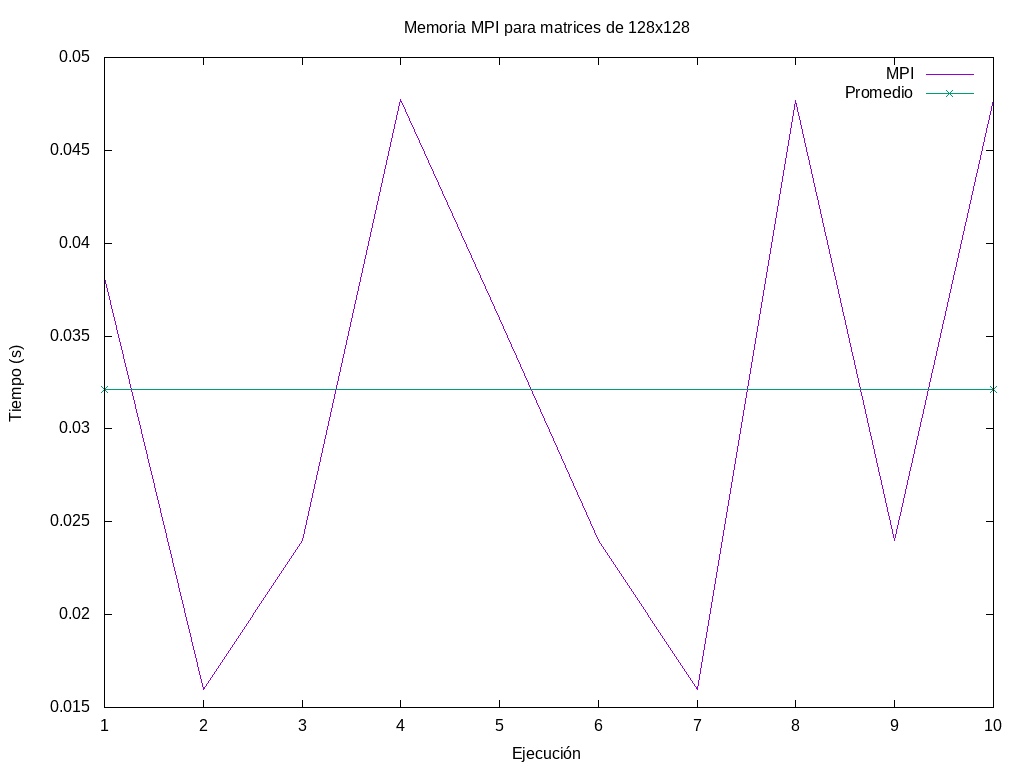 Memoria MPI para matrices de 128x128
MPI
Promedio
0.05
0.045
0.04
0.035
0.03
0.025
0.02
0.015
Tiempo (s)
1 2 3 4 5 6 7 8 9 10
Ejecución